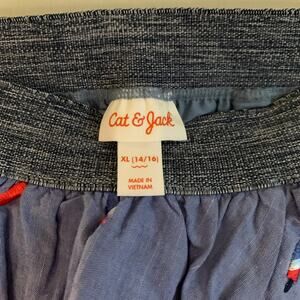 Cat & Jack
XL (14/16)
MADE IN
VIETNAM